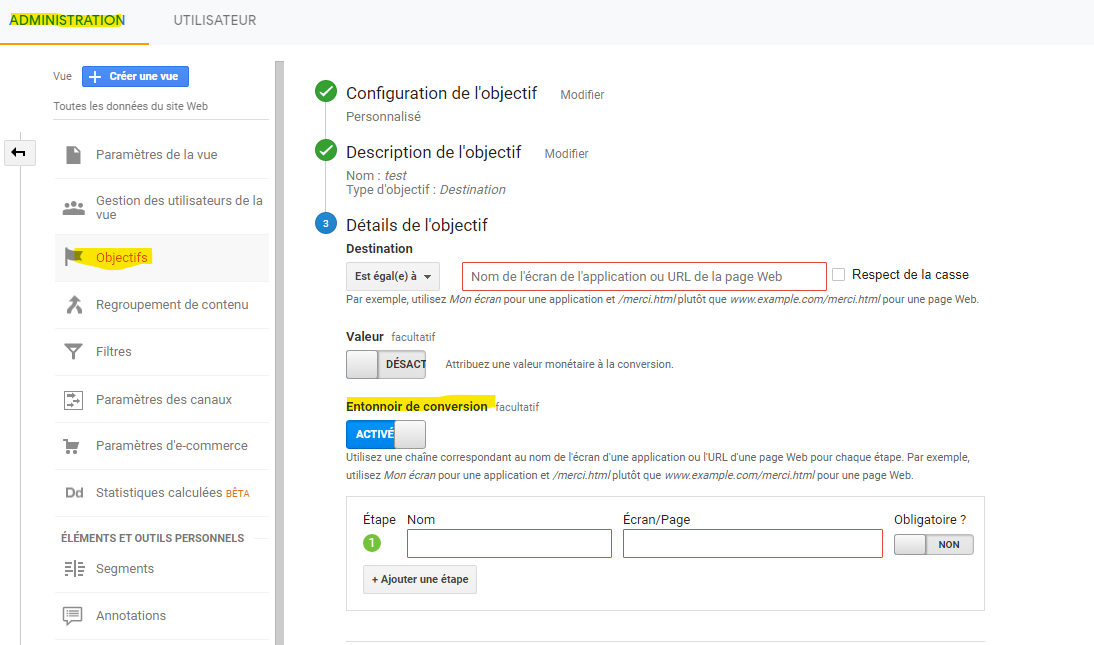 ADMINISTRATION UTILISATEUR
Vue + Créer une vue
Toutes les données du site Web
Paramètres de la vue
Gestion des utilisateurs de la
vue
Objectifs
Regroupement de contenu
Filtres
Paramètres des canaux
Paramètres d'e-commerce
Dd Statistiques calculées BÊTA
ÉLÉMENTS ET OUTILS PERSONNELS
Segments
Annotations
Configuration de l'objectif Modifier
Personnalisé
Description de l'objectif Modifier
Nom : test
Type d'objectif : Destination
3 Détails de l'objectif
Destination
Est égal(e) à Nom de l'écran de l'application ou URL de la page Web Respect de la casse
Par exemple, utilisez Mon écran pour une application et /merci.html plutôt que www.example.com/merci.html pour une page Web.
Valeur facultatif
DÉSACT Attribuez une valeur monétaire à la conversion.
Entonnoir de conversion facultatif
ACTIVÉ
Utilisez une chaîne correspondant au nom de l'écran d'une application ou l'URL d'une page Web pour chaque étape. Par exemple,
utilisez Mon écran pour une application et /merci.html plutôt que www.example.com/merci.html pour une page Web.
Étape Nom Écran/Page Obligatoire ?
1 NON
+ Ajouter une étape